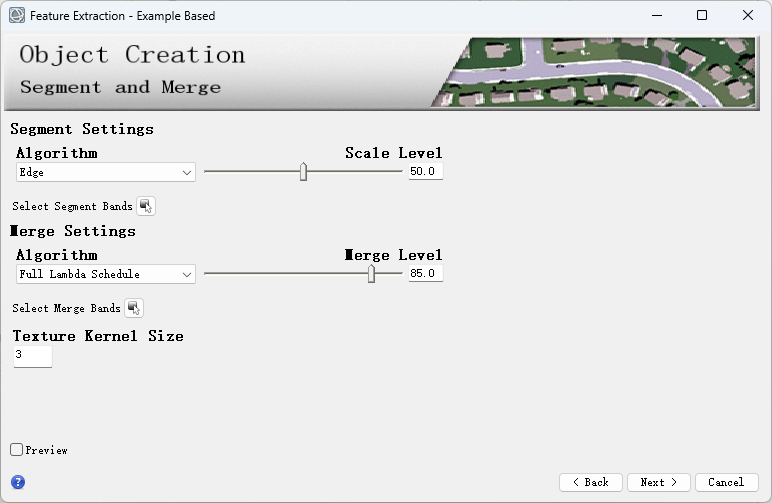 Feature Extraction - Example Based
Object Creation
Segment and Merge
Segment Settings
Algorithm Scale Level
Edge 50.0
Select Segment Bands
Merge Settings
Algorithm Merge Level
Full Lambda Schedule 85.0
Select Merge Bands
Texture Kernel Size
3
Preview
? < Back Next > Cancel